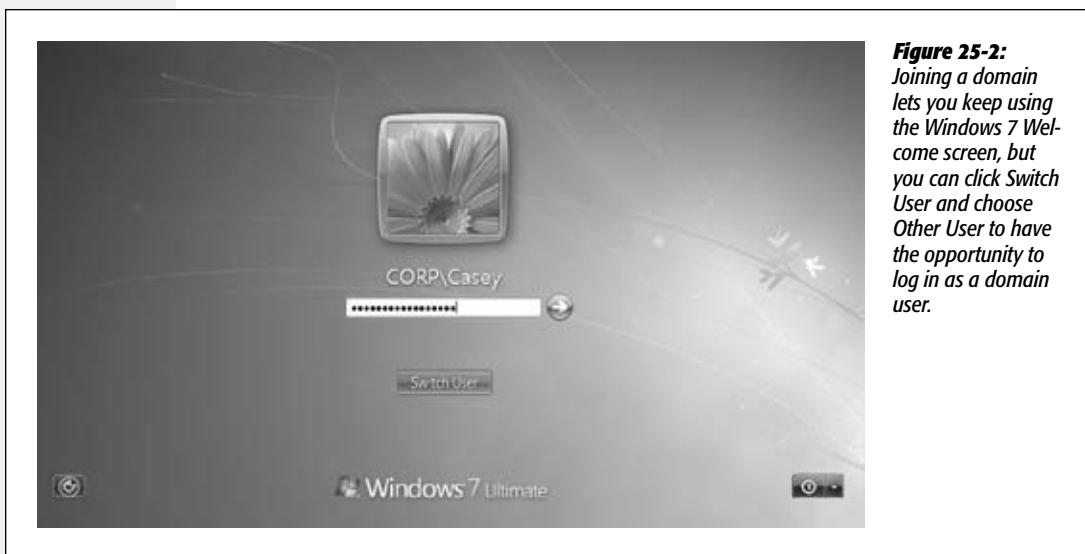 CORP\Casey
Switch User
Windows 7 Ultimate
Figure 25-2:
Joining a domain
lets you keep using
the Windows 7 Wel-
come screen, but
you can click Switch
User and choose
Other User to have
the opportunity to
log in as a domain
user.